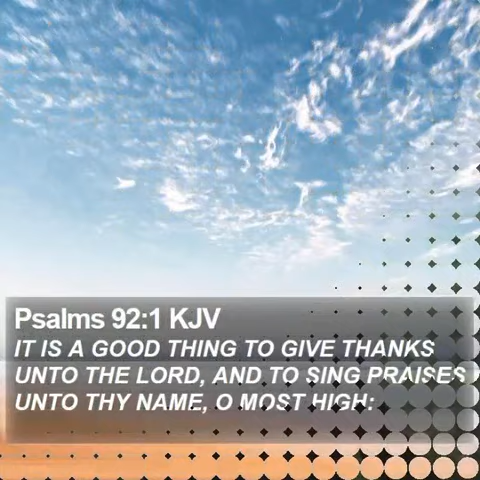 Psalms 92:1 KJV
IT IS A GOOD THING TO GIVE THANKS
UNTO THE LORD, AND TO SING PRAISES
UNTO THY NAME, O MOST HIGH: